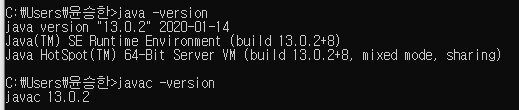 C:₩Users₩윤승한>java -version
java version "13.0.2" 2020-01-14
Java(TM) SE Runtime Environment (build 13.0.2+8)
Java HotSpot(TM) 64-Bit Server VM (build 13.0.2+8, mixed mode, sharing)
C:₩Users₩윤승한>javac -version
javac 13.0.2